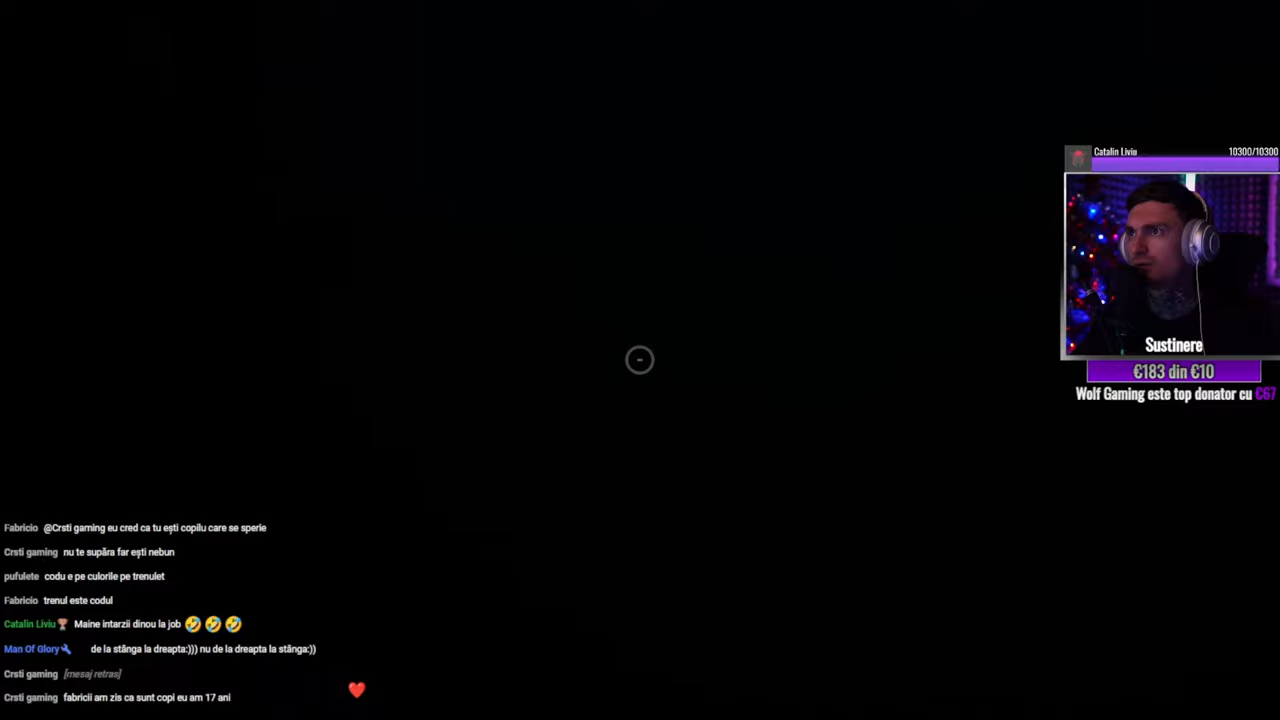 Catalin Liviu 10300/10300
Sustinere
€183 din €10
Wolf Gaming este top donator cu €67
Fabricio @Crsti gaming eu cred ca tu ești copilu care se sperie
Crsti gaming nu te supăra far ești nebun
pufulete codu e pe culorile pe trenulet
Fabricio trenul este codul
Catalin Liviu🏆 Maine intarzii dinou la job 🤣 🤣 🤣
Man Of Glory🔧 de la stânga la dreapta:))) nu de la dreapta la stânga:))
Crsti gaming [mesaj retras]
Crsti gaming fabricii am zis ca sunt copi eu am 17 ani